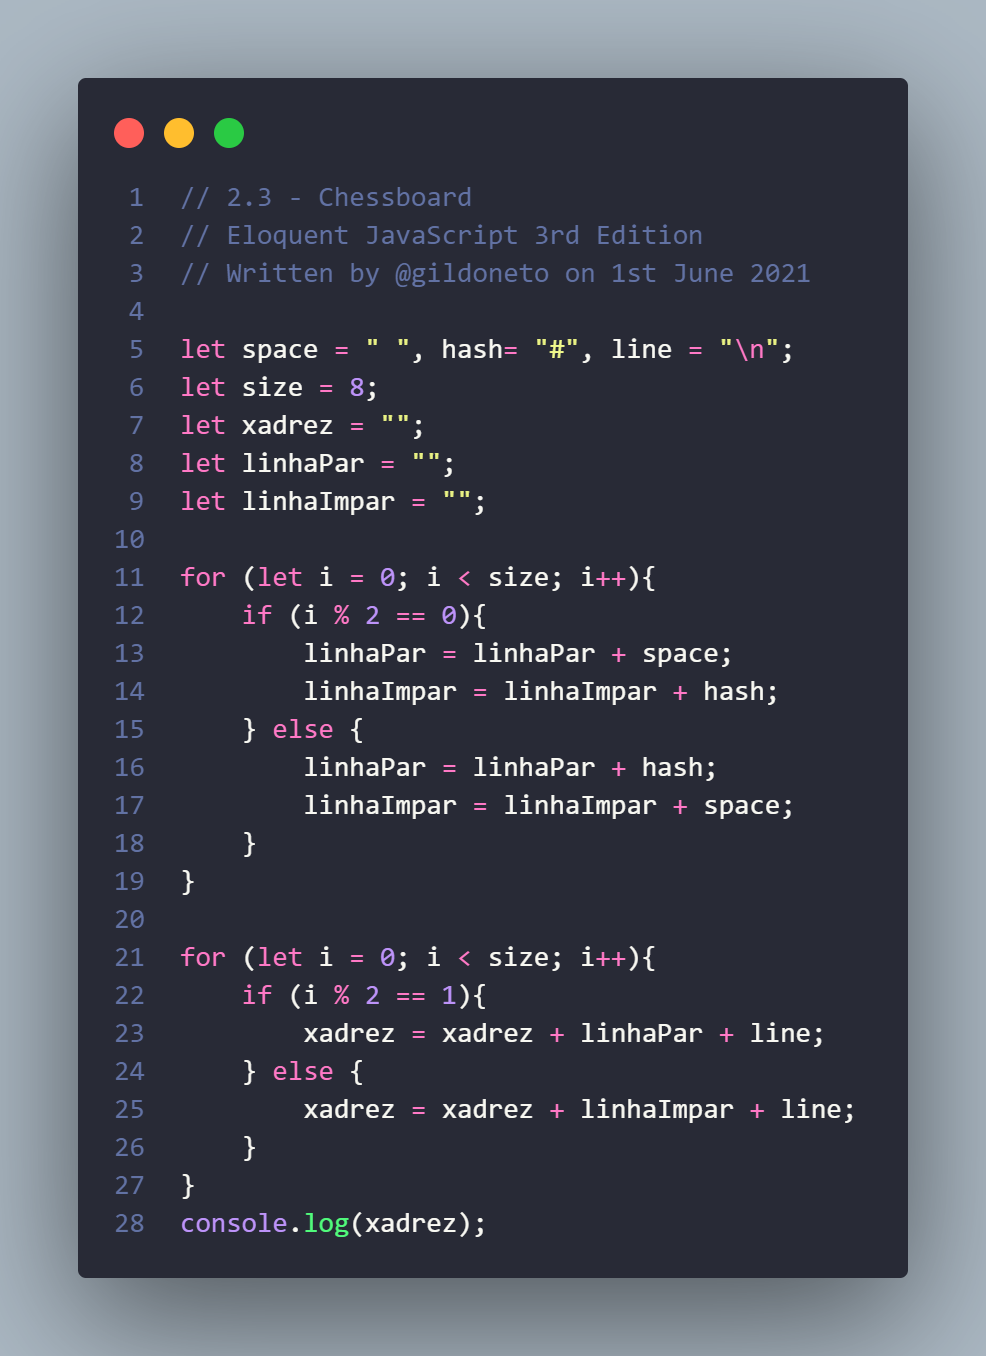 1 // 2.3 - Chessboard
2 // Eloquent JavaScript 3rd Edition
3 // Written by @gildoneto on 1st June 2021
4
5 let space = " ", hash= "#", line = "\n";
6 let size = 8;
7 let xadrez = "";
8 let linhaPar = "";
9 let linhaImpar = "";
10
11 for (let i = 0; i < size; i++){
12     if (i % 2 == 0){
13         linhaPar = linhaPar + space;
14         linhaImpar = linhaImpar + hash;
15     } else {
16         linhaPar = linhaPar + hash;
17         linhaImpar = linhaImpar + space;
18     }
19 }
20
21 for (let i = 0; i < size; i++){
22     if (i % 2 == 1){
23         xadrez = xadrez + linhaPar + line;
24     } else {
25         xadrez = xadrez + linhaImpar + line;
26     }
27 }
28 console.log(xadrez);